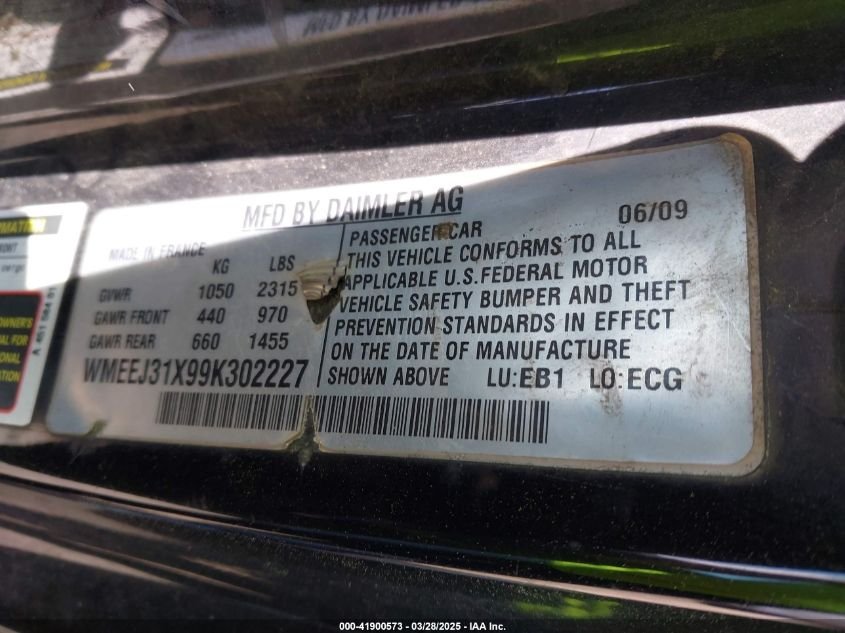 MFD BY DAIMLER AG
06/09
MADE IN FRANCE
KG LBS
GVWR 1050 2315
GAWR FRONT 440 970
GAWR REAR 660 1455
WMEEJ31X99K302227
PASSENGER CAR
THIS VEHICLE CONFORMS TO ALL
APPLICABLE U.S. FEDERAL MOTOR
VEHICLE SAFETY BUMPER AND THEFT
PREVENTION STANDARDS IN EFFECT
ON THE DATE OF MANUFACTURE
SHOWN ABOVE LU:EB1 LO:ECG
OWNER'S
000-41900573 - 03/28/2025 - IAA Inc.